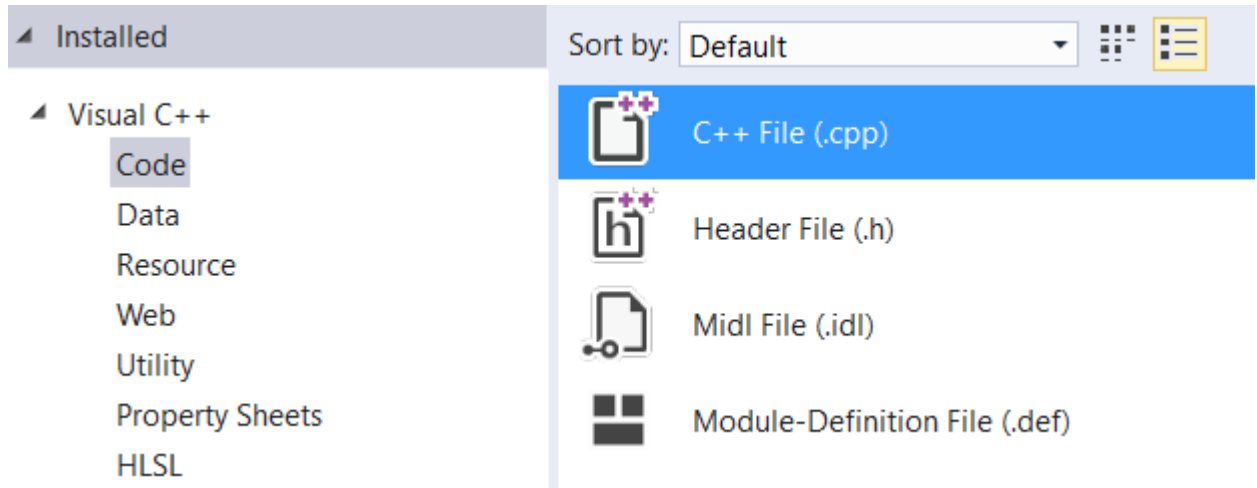 Installed
Visual C++
Code
Data
Resource
Web
Utility
Property Sheets
HLSL
Sort by: Default
C++ File (.cpp)
Header File (.h)
Midl File (.idl)
Module-Definition File (.def)